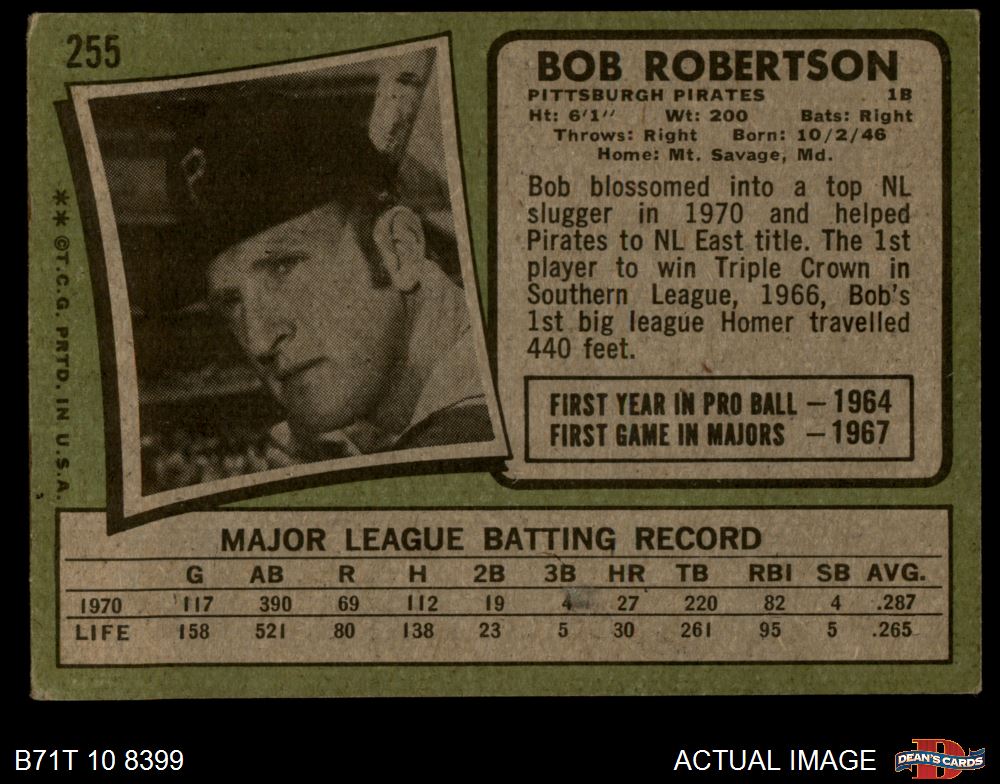 255
BOB ROBERTSON
PITTSBURGH PIRATES 1B
Ht: 6'1" Wt: 200 Bats: Right
Throws: Right Born: 10/2/46
Home: Mt. Savage, Md.
Bob blossomed into a top NL
slugger in 1970 and helped
Pirates to NL East title. The 1st
player to win Triple Crown in
Southern League, 1966, Bob's
1st big league Homer travelled
440 feet.
FIRST YEAR IN PRO BALL — 1964
FIRST GAME IN MAJORS — 1967
** ©T.C.G. PRTD. IN U.S.A.
MAJOR LEAGUE BATTING RECORD
G AB R H 2B 3B HR TB RBI SB AVG.
1970 117 390 69 112 19 4 27 220 82 4 .287
LIFE 158 521 80 138 23 5 30 261 95 5 .265
B71T 10 8399
ACTUAL IMAGE
DEAN'S CARDS